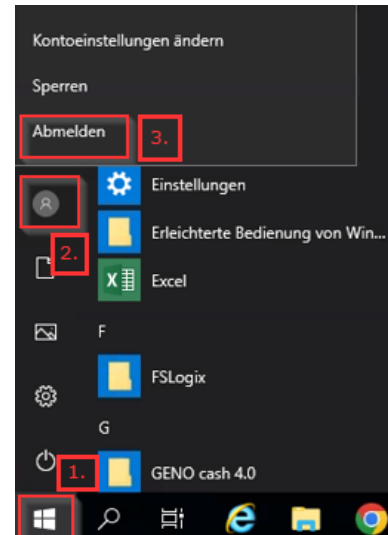 Kontoeinstellungen ändern
Sperren
Abmelden 3.
Einstellungen
Erleichterte Bedienung von Win...
2.
Excel
F
FSLogix
G
1. GENO cash 4.0